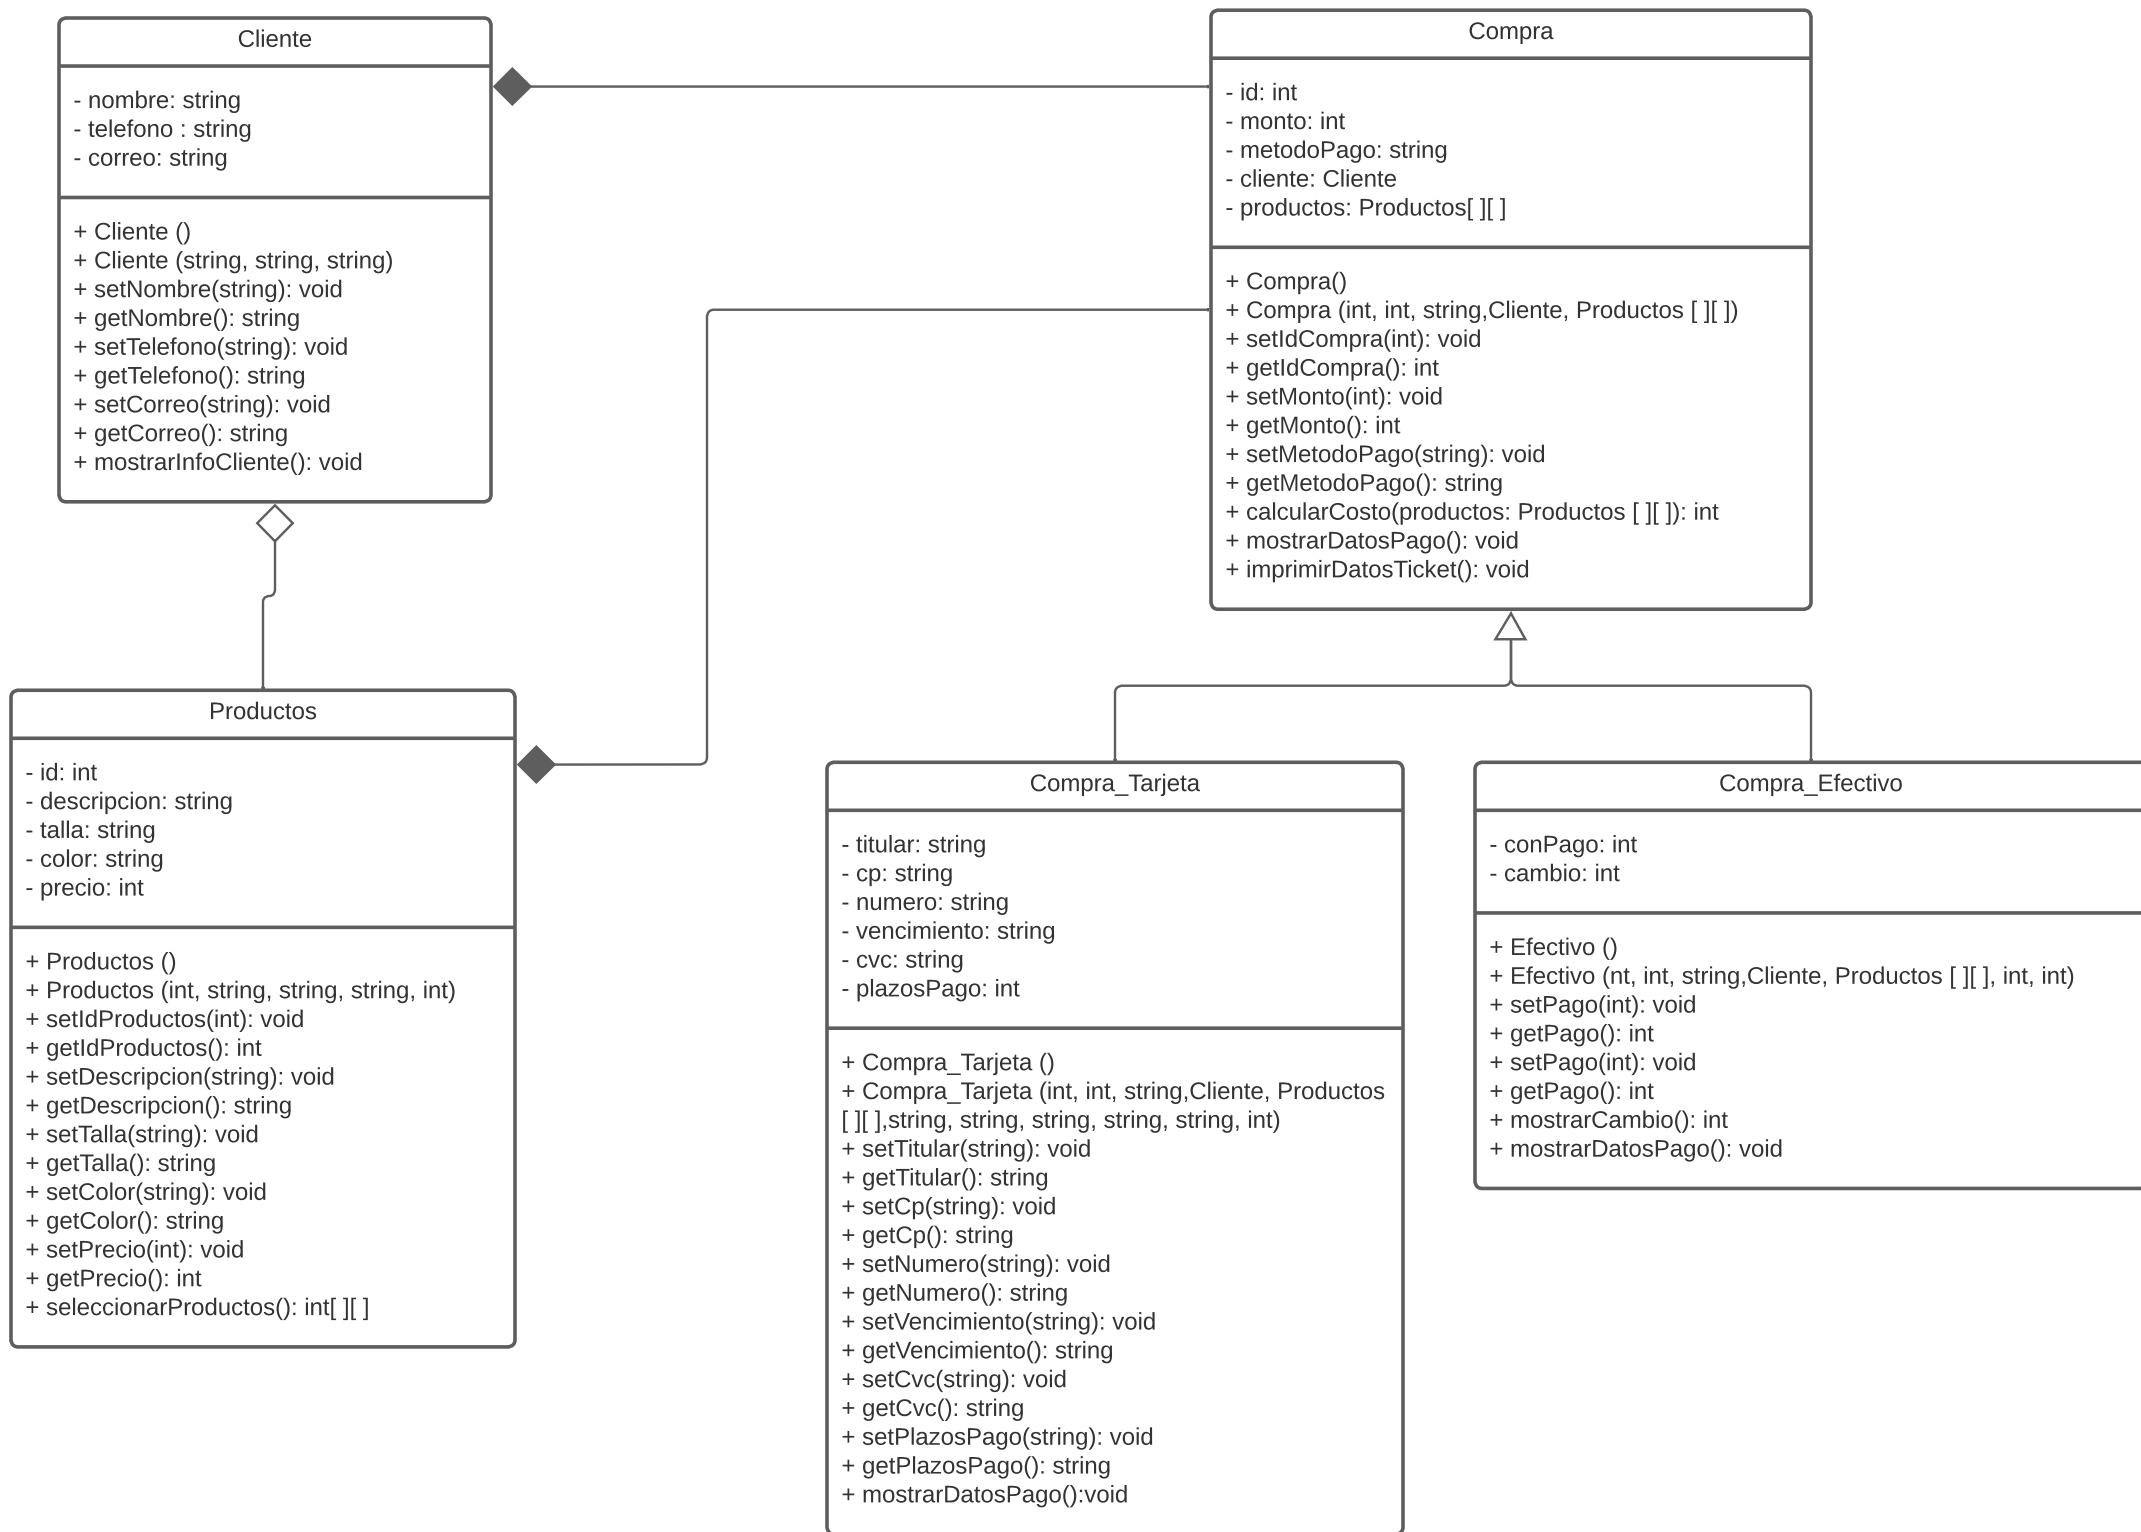 Cliente
- nombre: string
- telefono : string
- correo: string
+ Cliente ()
+ Cliente (string, string, string)
+ setNombre(string): void
+ getNombre(): string
+ setTelefono(string): void
+ getTelefono(): string
+ setCorreo(string): void
+ getCorreo(): string
+ mostrarInfoCliente(): void
Compra
- id: int
- monto: int
- metodoPago: string
- cliente: Cliente
- productos: Productos[ ][ ]
+ Compra()
+ Compra (int, int, string,Cliente, Productos [ ][ ])
+ setIdCompra(int): void
+ getIdCompra(): int
+ setMonto(int): void
+ getMonto(): int
+ setMetodoPago(string): void
+ getMetodoPago(): string
+ calcularCosto(productos: Productos [ ][ ]): int
+ mostrarDatosPago(): void
+ imprimirDatosTicket(): void
Productos
- id: int
- descripcion: string
- talla: string
- color: string
- precio: int
+ Productos ()
+ Productos (int, string, string, string, int)
+ setIdProductos(int): void
+ getIdProductos(): int
+ setDescripcion(string): void
+ getDescripcion(): string
+ setTalla(string): void
+ getTalla(): string
+ setColor(string): void
+ getColor(): string
+ setPrecio(int): void
+ getPrecio(): int
+ seleccionarProductos(): int[ ][ ]
Compra_Tarjeta
- titular: string
- cp: string
- numero: string
- vencimiento: string
- cvc: string
- plazosPago: int
+ Compra_Tarjeta ()
+ Compra_Tarjeta (int, int, string,Cliente, Productos
[ ][ ],string, string, string, string, string, int)
+ setTitular(string): void
+ getTitular(): string
+ setCp(string): void
+ getCp(): string
+ setNumero(string): void
+ getNumero(): string
+ setVencimiento(string): void
+ getVencimiento(): string
+ setCvc(string): void
+ getCvc(): string
+ setPlazosPago(string): void
+ getPlazosPago(): string
+ mostrarDatosPago():void
Compra_Efectivo
- conPago: int
- cambio: int
+ Efectivo ()
+ Efectivo (nt, int, string,Cliente, Productos [ ][ ], int, int)
+ setPago(int): void
+ getPago(): int
+ setPago(int): void
+ getPago(): int
+ mostrarCambio(): int
+ mostrarDatosPago(): void